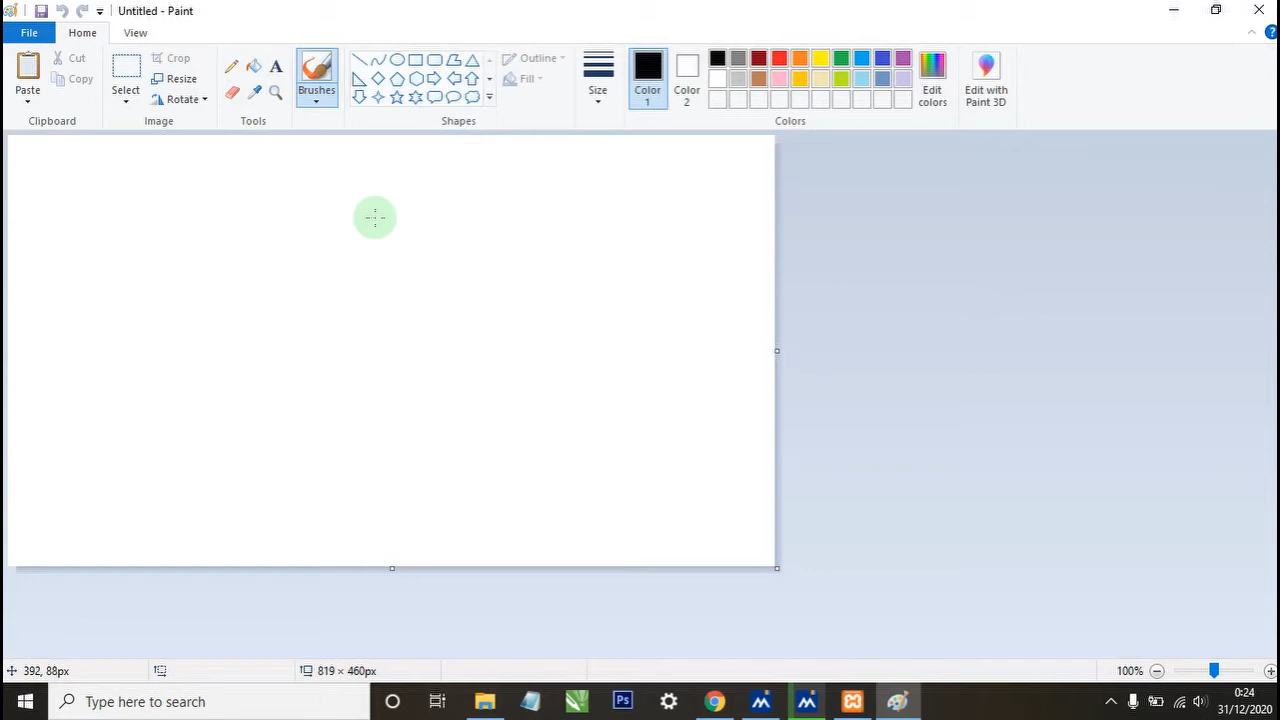 Untitled - Paint
File Home View
Paste
Cut
Copy
Clipboard
Select
Crop
Resize
Rotate
Image
A
Tools
Brushes
Shapes
Outline
Fill
Size
Color 1
Color 2
Colors
Edit colors
Edit with Paint 3D
392, 88px
819 × 460px
100%
Type here to search
Ps
0:24
31/12/2020